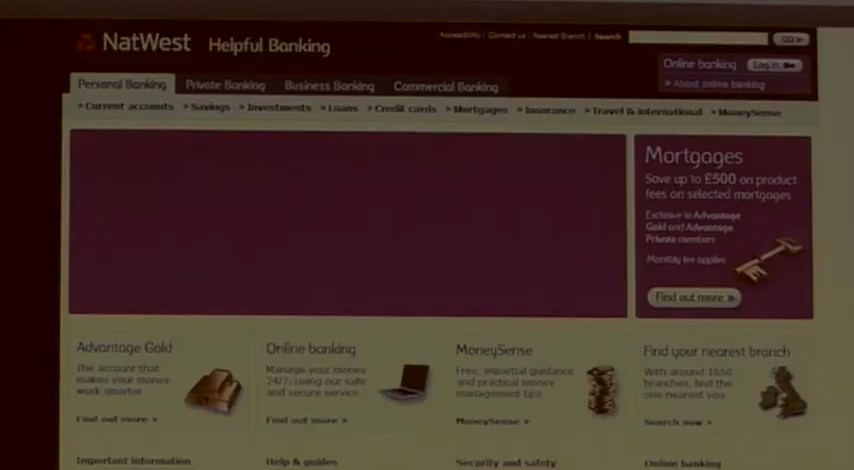 NatWest Helpful Banking
Accessibility | Contact us | Nearest Branch | Search
GO »
Online banking Log in
» About online banking
Personal Banking Private Banking Business Banking Commercial Banking
» Current accounts » Savings » Investments » Loans » Credit cards » Mortgages » Insurance » Travel & international » MoneySense
Mortgages
Save up to £500 on product
fees on selected mortgages
Exclusive to Advantage
Gold and Advantage
Private members
Monthly fee applies
Find out more »
Advantage Gold
The account that
makes your money
work smarter
Find out more »
Online banking
Manage your money
24/7, using our safe
and secure service
Find out more »
MoneySense
Free, impartial guidance
and practical money
management tips
MoneySense »
Find your nearest branch
With around 1650
branches, find the
one nearest you
Search now »
Important information
Help & guides
Security and safety
Online banking